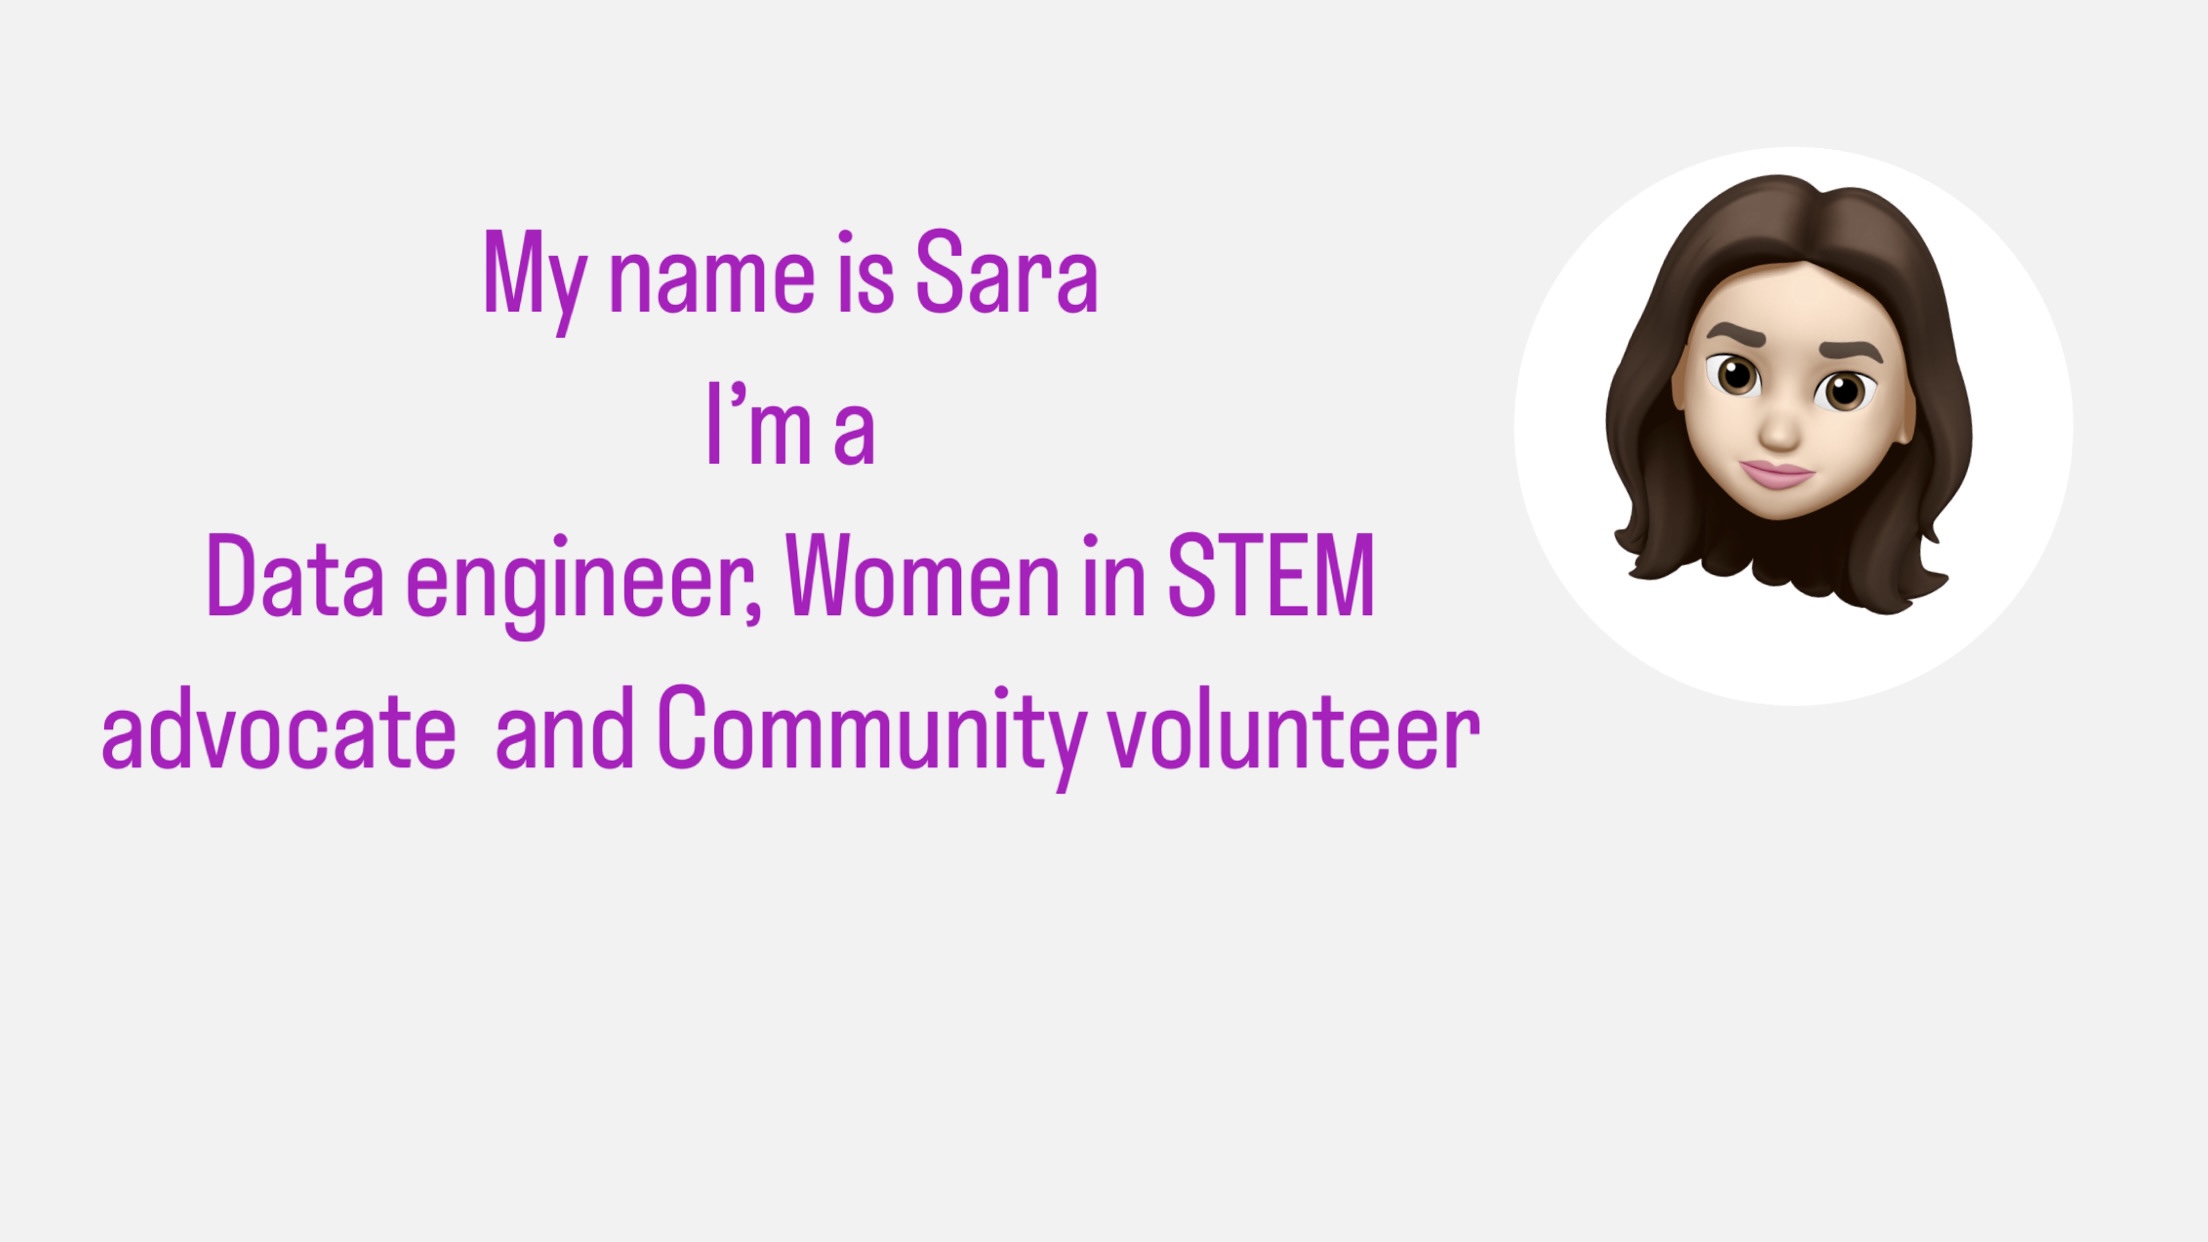 My name is Sara
I’m a
Data engineer, Women in STEM
advocate  and Community volunteer